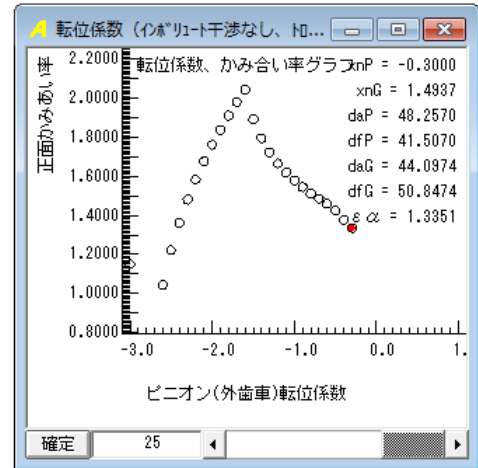 転位係数 (ｲﾝﾎﾞﾘｭｰﾄ干渉なし、ﾄﾛ...
正面かみあい率
転位係数、かみ合い率グラフ
xnP = -0.3000
xnG = 1.4937
daP = 48.2570
dfP = 41.5070
daG = 44.0974
dfG = 50.8474
εα = 1.3351
2.2000
2.0000
1.8000
1.6000
1.4000
1.2000
1.0000
0.8000
-3.0 -2.0 -1.0 0.0 1.
ピニオン(外歯車)転位係数
確定 25